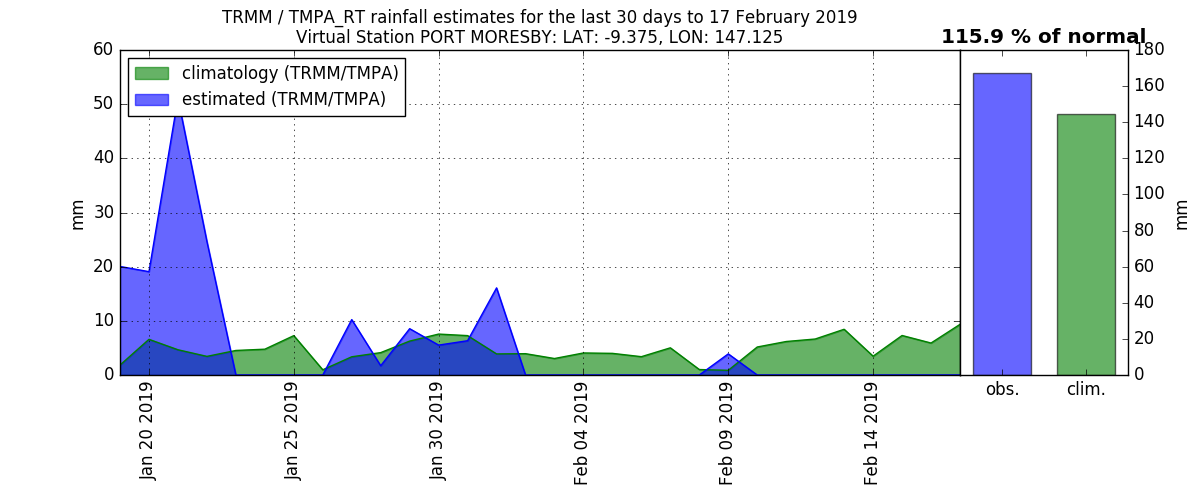 TRMM / TMPA_RT rainfall estimates for the last 30 days to 17 February 2019
Virtual Station PORT MORESBY: LAT: -9.375, LON: 147.125
115.9 % of normal
climatology (TRMM/TMPA)
estimated (TRMM/TMPA)
60
50
40
30
20
10
0
mm
Jan 20 2019
Jan 25 2019
Jan 30 2019
Feb 04 2019
Feb 09 2019
Feb 14 2019
obs.
clim.
180
160
140
120
100
80
60
40
20
0
mm